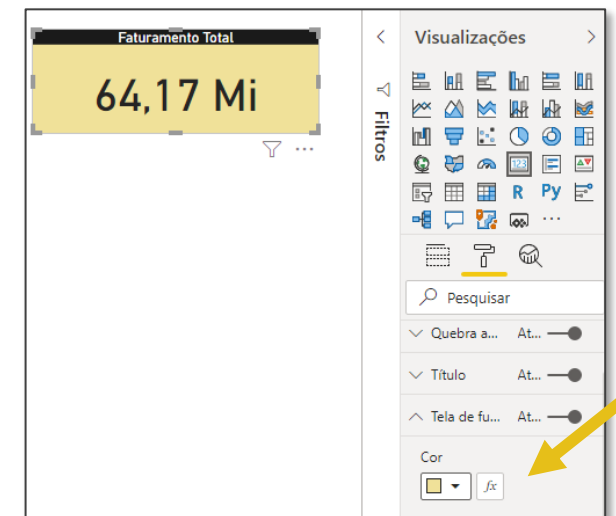 Faturamento Total
64,17 Mi
...
Filtros
Visualizações
123
R Py
...
Pesquisar
Quebra a... At...
Título At...
Tela de fu... At...
Cor
fx